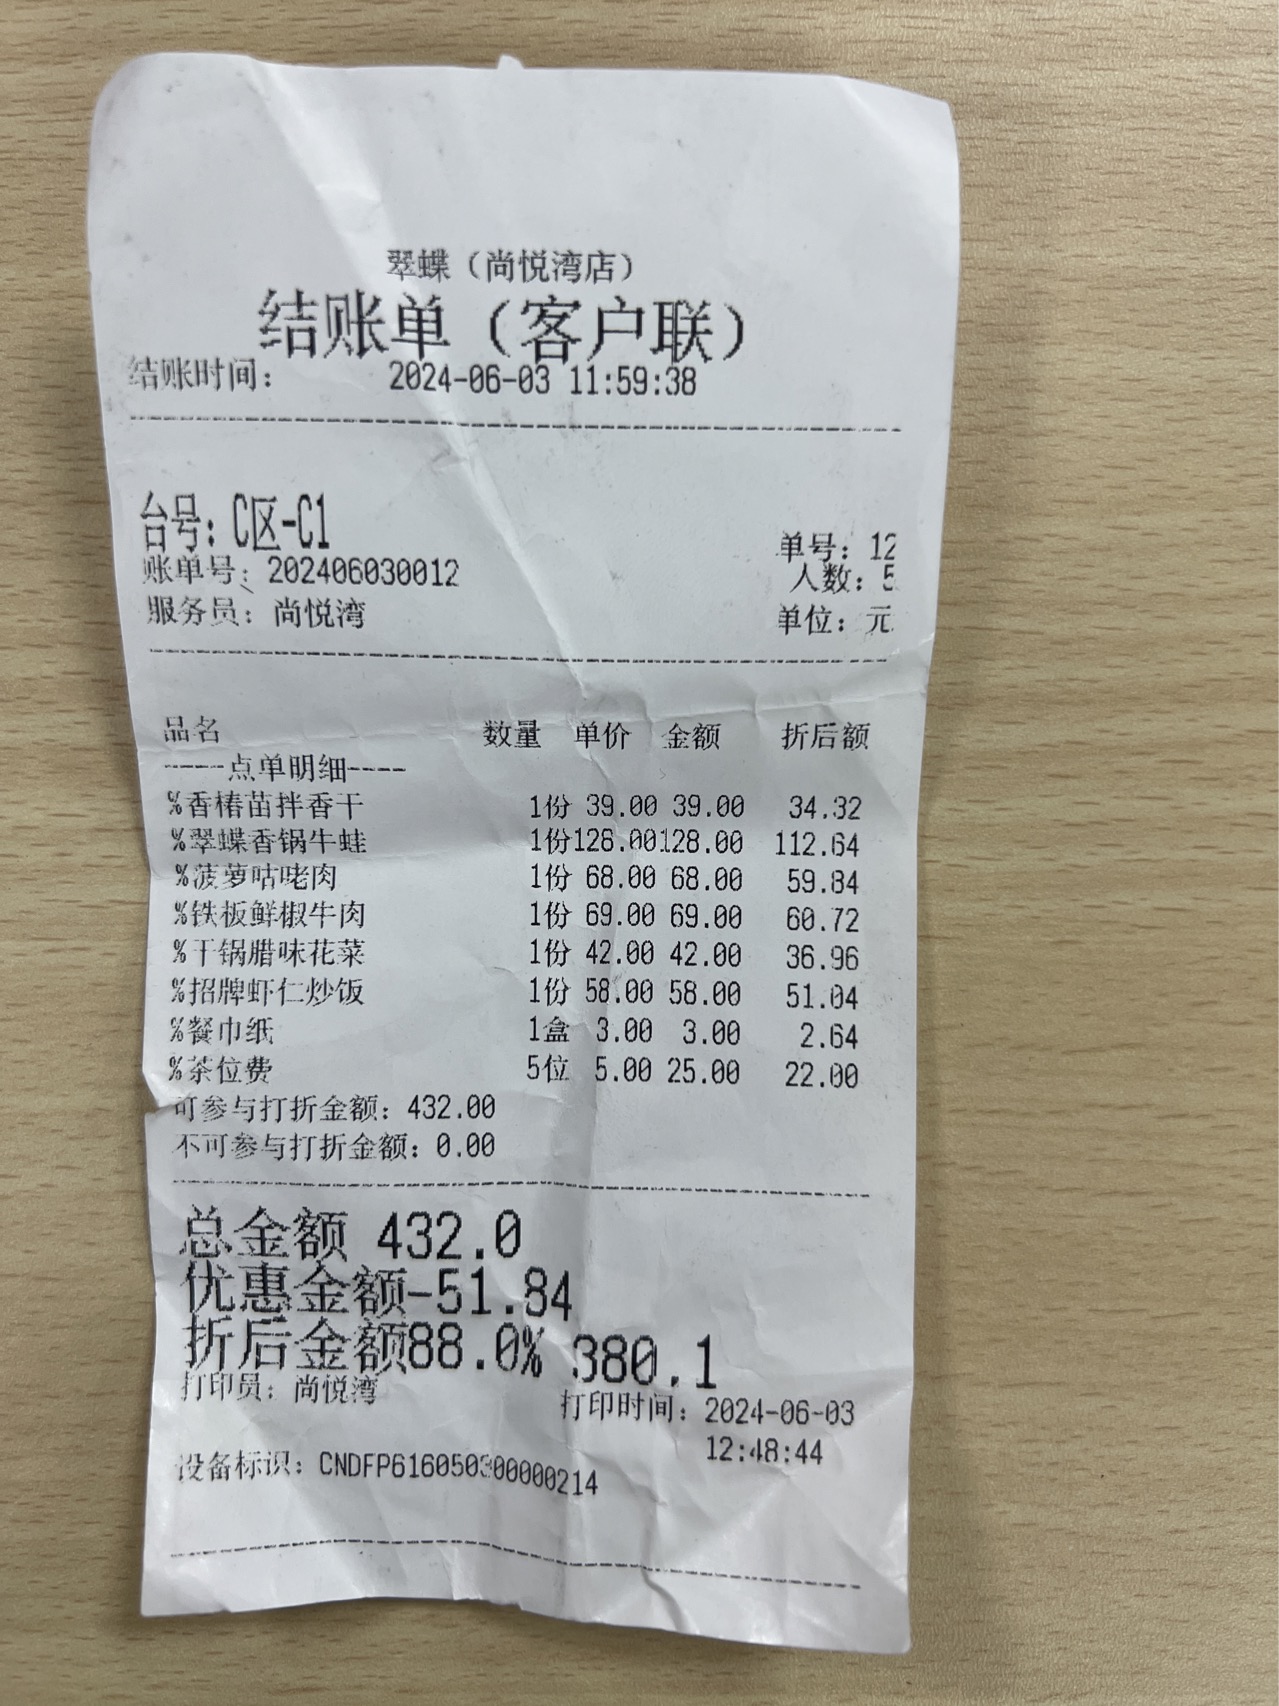 翠蝶（尚悦湾店）
结账单（客户联）
结账时间： 2024-06-03 11:59:38
台号：C区-C1
单号：12
账单号：202406030012
人数：5
服务员：尚悦湾
单位：元
品名 数量 单价 金额 折后额
-----点单明细----
%香椿苗拌香干 1份 39.00 39.00 34.32
%翠蝶香锅牛蛙 1份128.00128.00 112.64
%菠萝咕咾肉 1份 68.00 68.00 59.84
%铁板鲜椒牛肉 1份 69.00 69.00 60.72
%干锅腊味花菜 1份 42.00 42.00 36.96
%招牌虾仁炒饭 1份 58.00 58.00 51.04
%餐巾纸 1盒 3.00 3.00 2.64
%茶位费 5位 5.00 25.00 22.00
可参与打折金额：432.00
不可参与打折金额：0.00
总金额 432.0
优惠金额-51.84
折后金额88.0% 380.1
打印员：尚悦湾
打印时间：2024-06-03
12:48:44
设备标识：CNDFP616050300000214